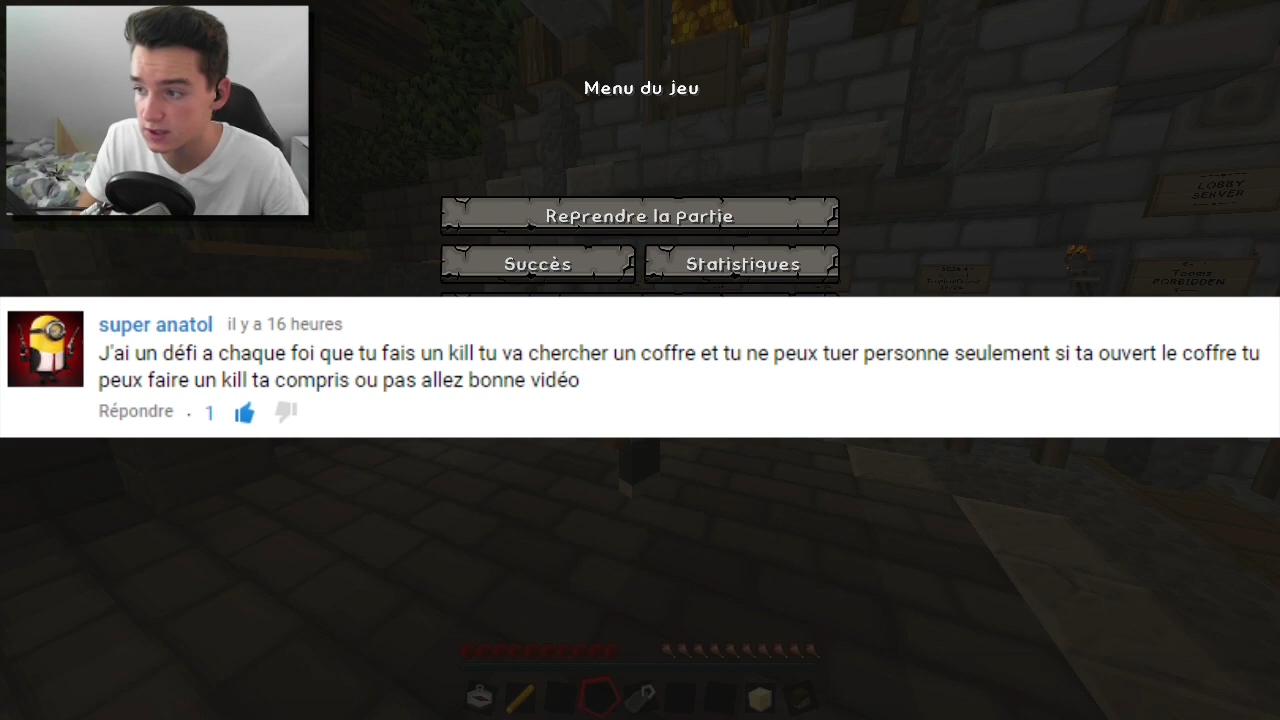 Menu du jeu
Reprendre la partie
Succès
Statistiques
LOBBY
SERVER
Teams
FORBIDDEN
super anatol il y a 16 heures
J'ai un défi a chaque foi que tu fais un kill tu va chercher un coffre et tu ne peux tuer personne seulement si ta ouvert le coffre tu
peux faire un kill ta compris ou pas allez bonne vidéo
Répondre . 1